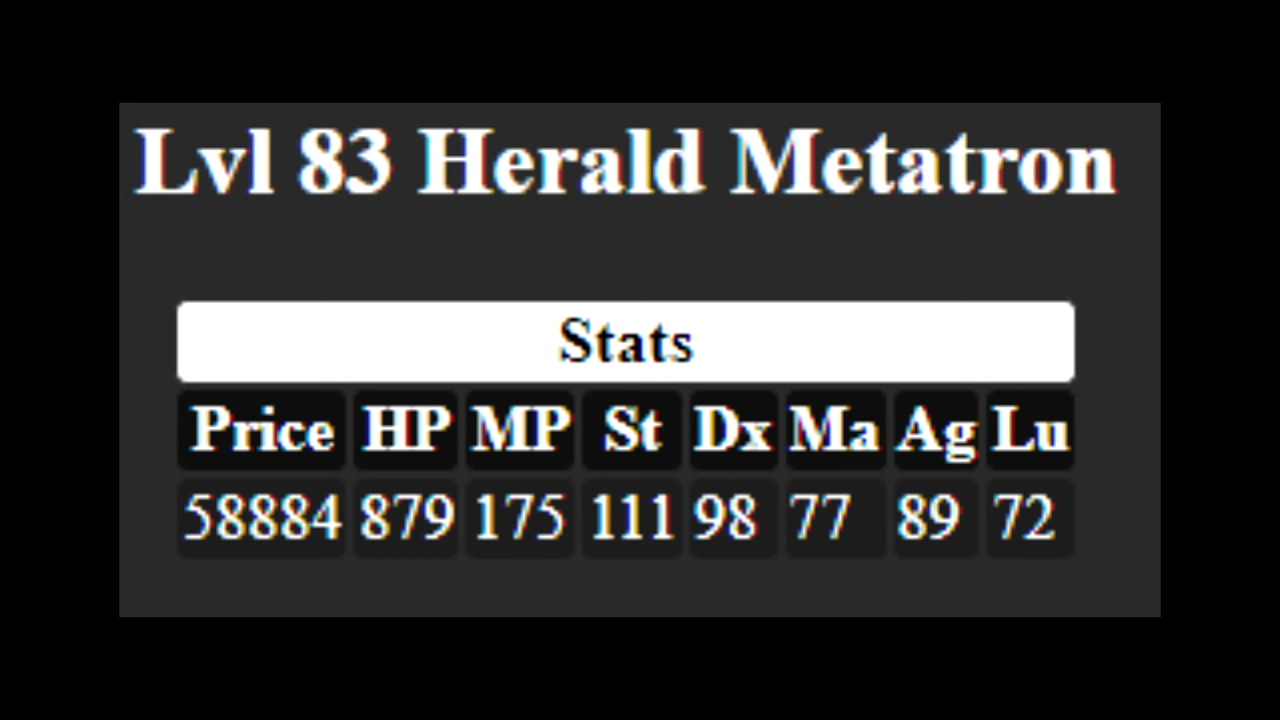 Lvl 83 Herald Metatron
Stats
Price HP MP St Dx Ma Ag Lu
58884 879 175 111 98 77 89 72